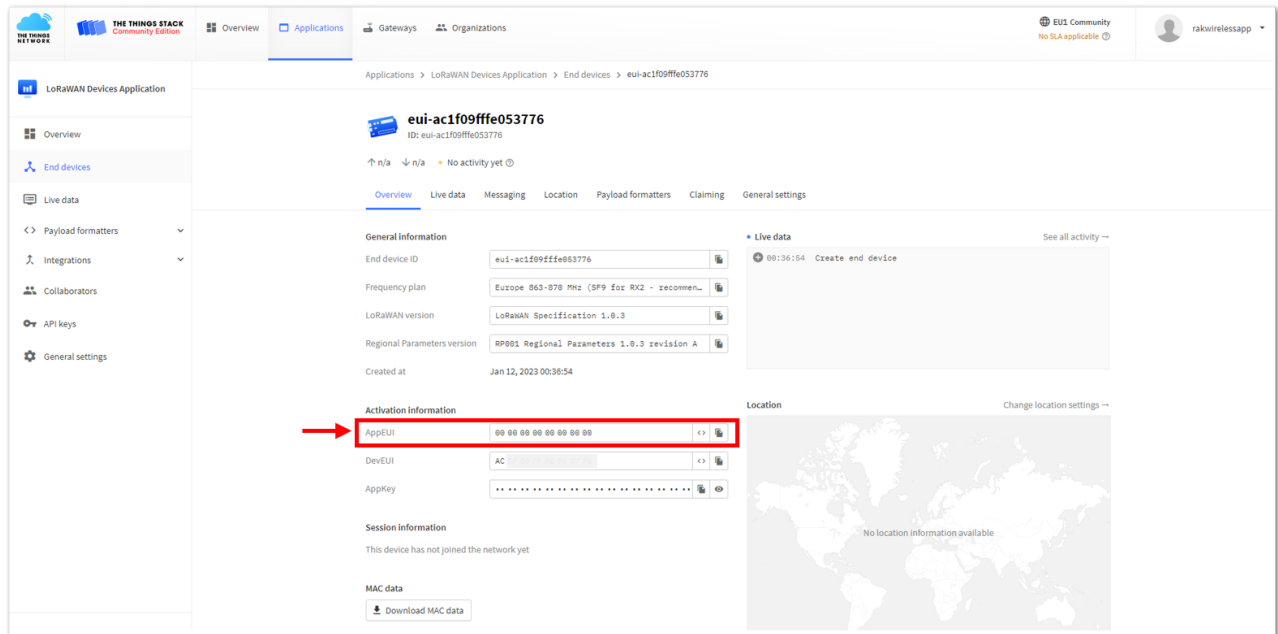 THE THINGS NETWORK
THE THINGS STACK
Community Edition
Overview
Applications
Gateways
Organizations
EU1 Community
No SLA applicable
rakwirelessapp
LoRaWAN Devices Application
Overview
End devices
Live data
Payload formatters
Integrations
Collaborators
API keys
General settings
Applications > LoRaWAN Devices Application > End devices > eui-ac1f09fffe053776
eui-ac1f09fffe053776
ID: eui-ac1f09fffe053776
↑ n/a ↓ n/a • No activity yet
Overview Live data Messaging Location Payload formatters Claiming General settings
General information
End device ID eui-ac1f09fffe053776
Frequency plan Europe 863-870 MHz (SF9 for RX2 - recommen…
LoRaWAN version LoRaWAN Specification 1.0.3
Regional Parameters version RP001 Regional Parameters 1.0.3 revision A
Created at Jan 12, 2023 00:36:54
Activation information
AppEUI 00 00 00 00 00 00 00 00
DevEUI AC
AppKey •• •• •• •• •• •• •• •• •• •• •• •• •• •• •• ••
Session information
This device has not joined the network yet
MAC data
Download MAC data
• Live data See all activity →
00:36:54 Create end device
Location Change location settings →
No location information available